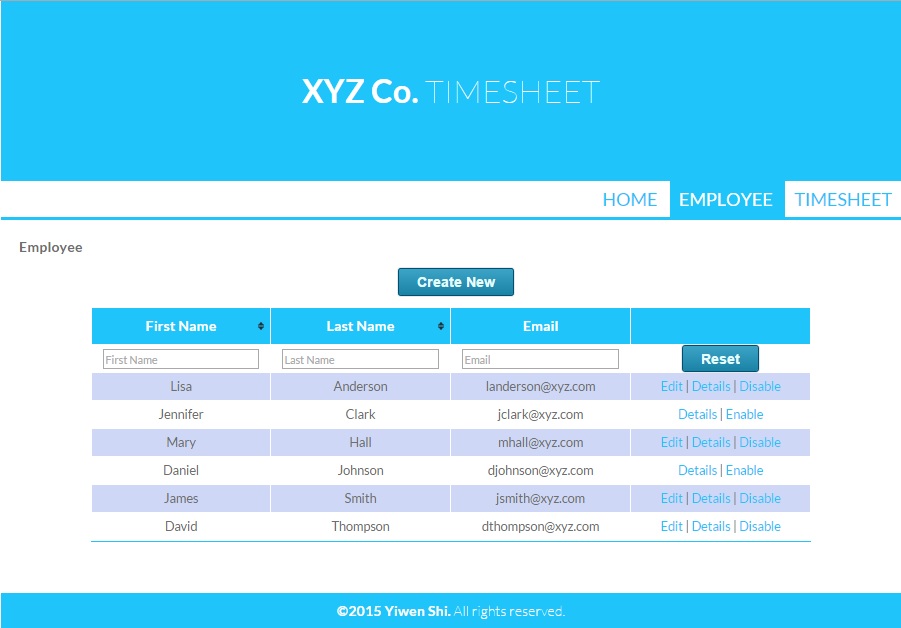 XYZ Co. TIMESHEET
HOME EMPLOYEE TIMESHEET
Employee
Create New
First Name Last Name Email
First Name Last Name Email Reset
Lisa Anderson landerson@xyz.com Edit | Details | Disable
Jennifer Clark jclark@xyz.com Details | Enable
Mary Hall mhall@xyz.com Edit | Details | Disable
Daniel Johnson djohnson@xyz.com Details | Enable
James Smith jsmith@xyz.com Edit | Details | Disable
David Thompson dthompson@xyz.com Edit | Details | Disable
©2015 Yiwen Shi. All rights reserved.